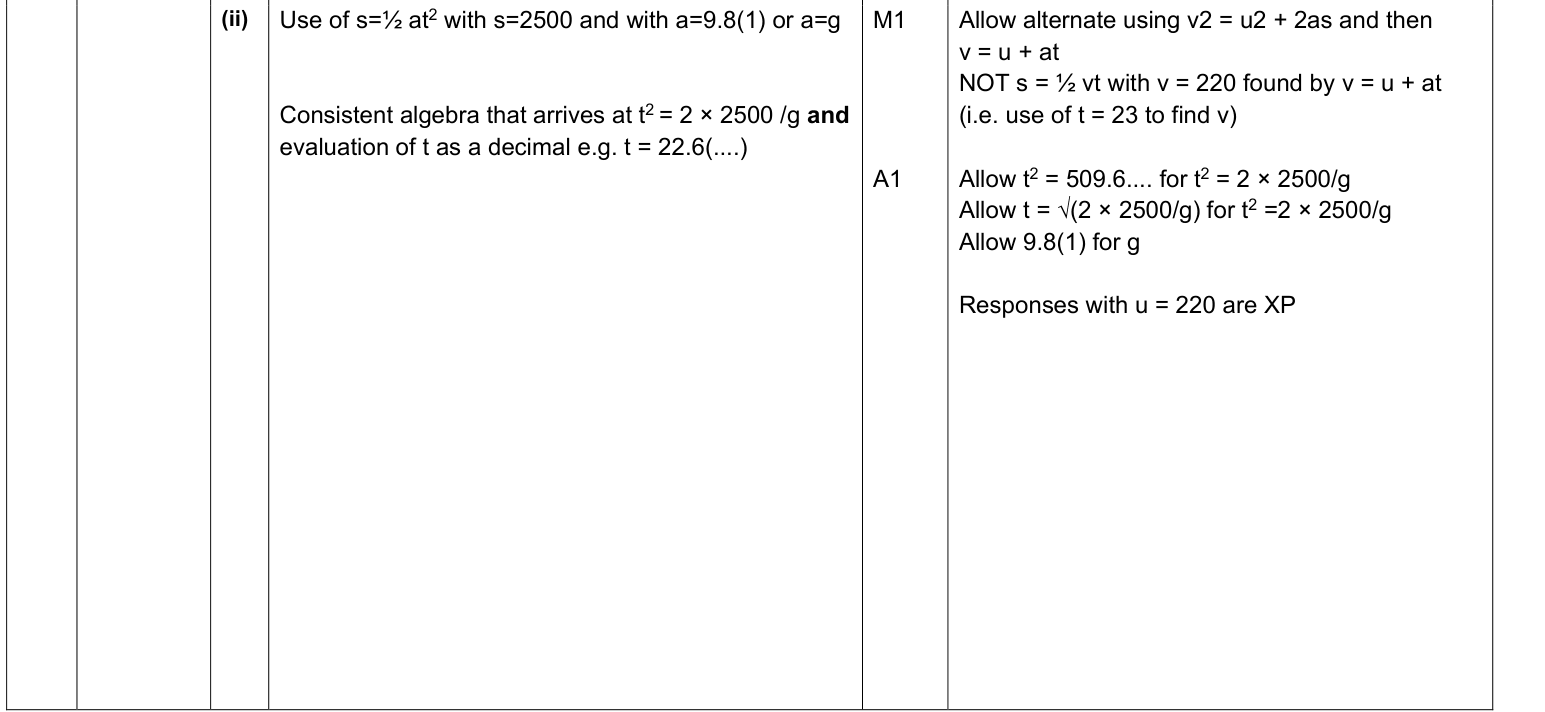 (ii)
Use of s=½ at² with s=2500 and with a=9.8(1) or a=g
Consistent algebra that arrives at t² = 2 × 2500 /g and
evaluation of t as a decimal e.g. t = 22.6(....)
M1
A1
Allow alternate using v2 = u2 + 2as and then
v = u + at
NOT s = ½ vt with v = 220 found by v = u + at
(i.e. use of t = 23 to find v)
Allow t² = 509.6.... for t² = 2 × 2500/g
Allow t = √(2 × 2500/g) for t² =2 × 2500/g
Allow 9.8(1) for g
Responses with u = 220 are XP